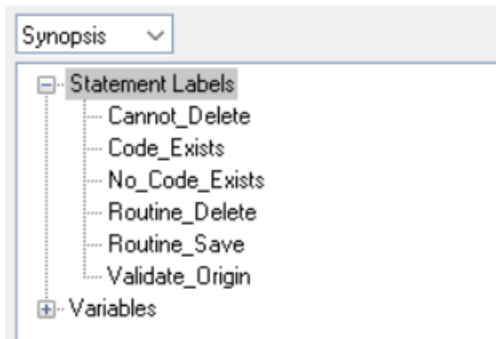 Synopsis
Statement Labels
Cannot_Delete
Code_Exists
No_Code_Exists
Routine_Delete
Routine_Save
Validate_Origin
Variables